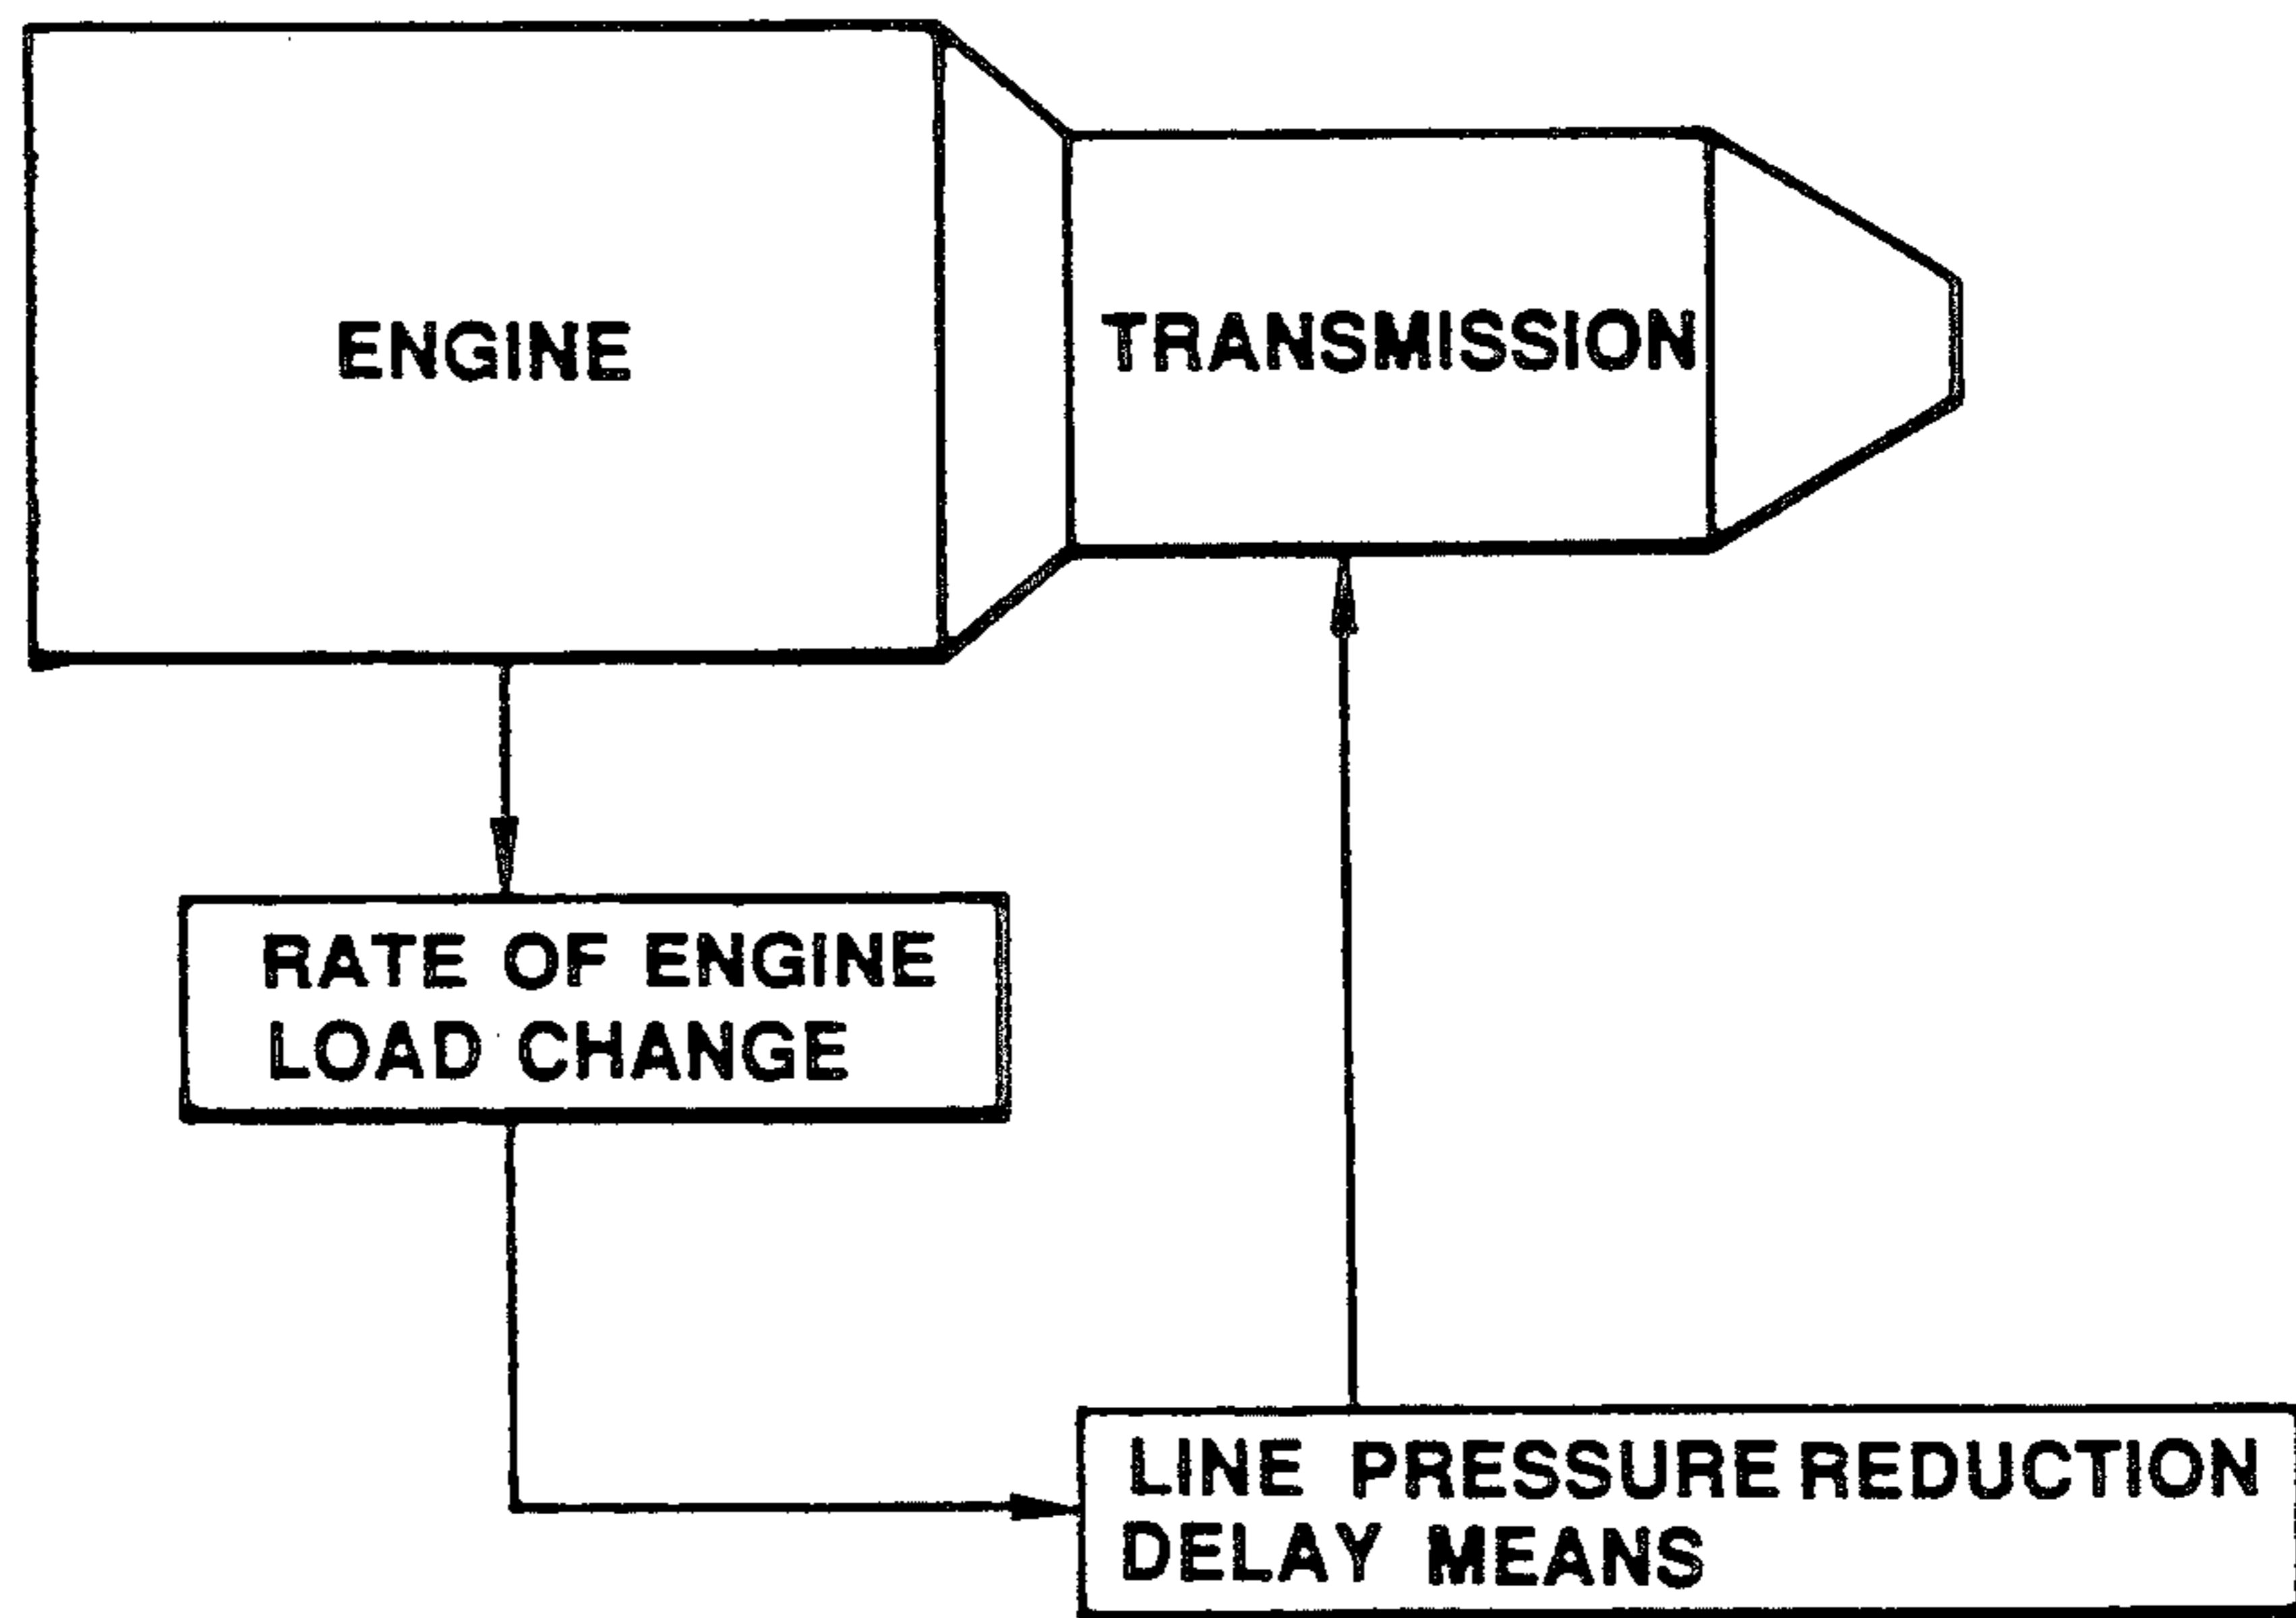 ENGINE
TRANSMISSION
RATE OF ENGINE
LOAD CHANGE
LINE PRESSURE REDUCTION
DELAY MEANS